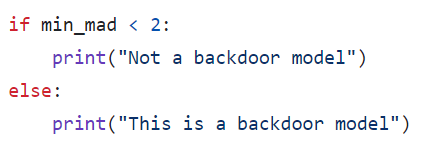 if min_mad < 2:
    print("Not a backdoor model")
else:
    print("This is a backdoor model")